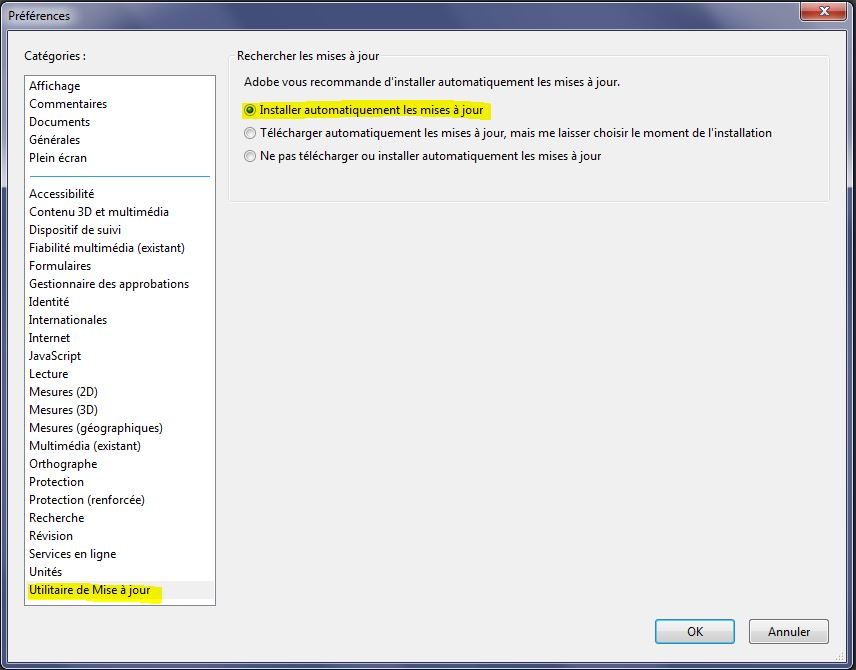 Préférences
Catégories :
Affichage
Commentaires
Documents
Générales
Plein écran
Accessibilité
Contenu 3D et multimédia
Dispositif de suivi
Fiabilité multimédia (existant)
Formulaires
Gestionnaire des approbations
Identité
Internationales
Internet
JavaScript
Lecture
Mesures (2D)
Mesures (3D)
Mesures (géographiques)
Multimédia (existant)
Orthographe
Protection
Protection (renforcée)
Recherche
Révision
Services en ligne
Unités
Utilitaire de Mise à jour
Rechercher les mises à jour
Adobe vous recommande d'installer automatiquement les mises à jour.
Installer automatiquement les mises à jour
Télécharger automatiquement les mises à jour, mais me laisser choisir le moment de l'installation
Ne pas télécharger ou installer automatiquement les mises à jour
OK
Annuler